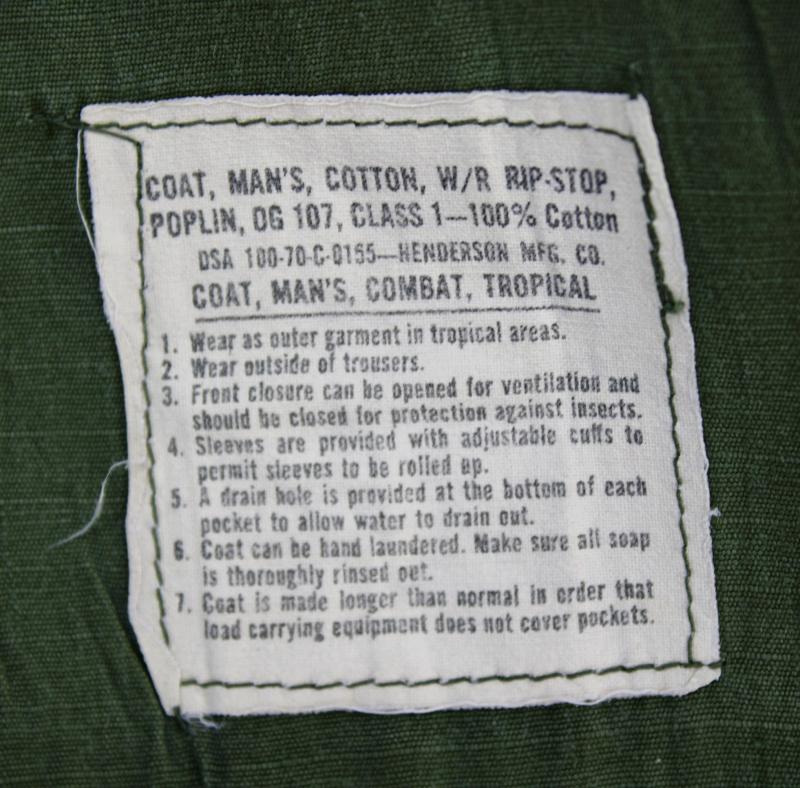 COAT, MAN'S, COTTON, W/R RIP-STOP,
POPLIN, OG 107, CLASS 1—100% Cotton
DSA 100-70-C-0155—HENDERSON MFG. CO.
COAT, MAN'S, COMBAT, TROPICAL
1. Wear as outer garment in tropical areas.
2. Wear outside of trousers.
3. Front closure can be opened for ventilation and
should be closed for protection against insects.
4. Sleeves are provided with adjustable cuffs to
permit sleeves to be rolled up.
5. A drain hole is provided at the bottom of each
pocket to allow water to drain out.
6. Coat can be hand laundered. Make sure all soap
is thoroughly rinsed out.
7. Coat is made longer than normal in order that
load carrying equipment does not cover pockets.